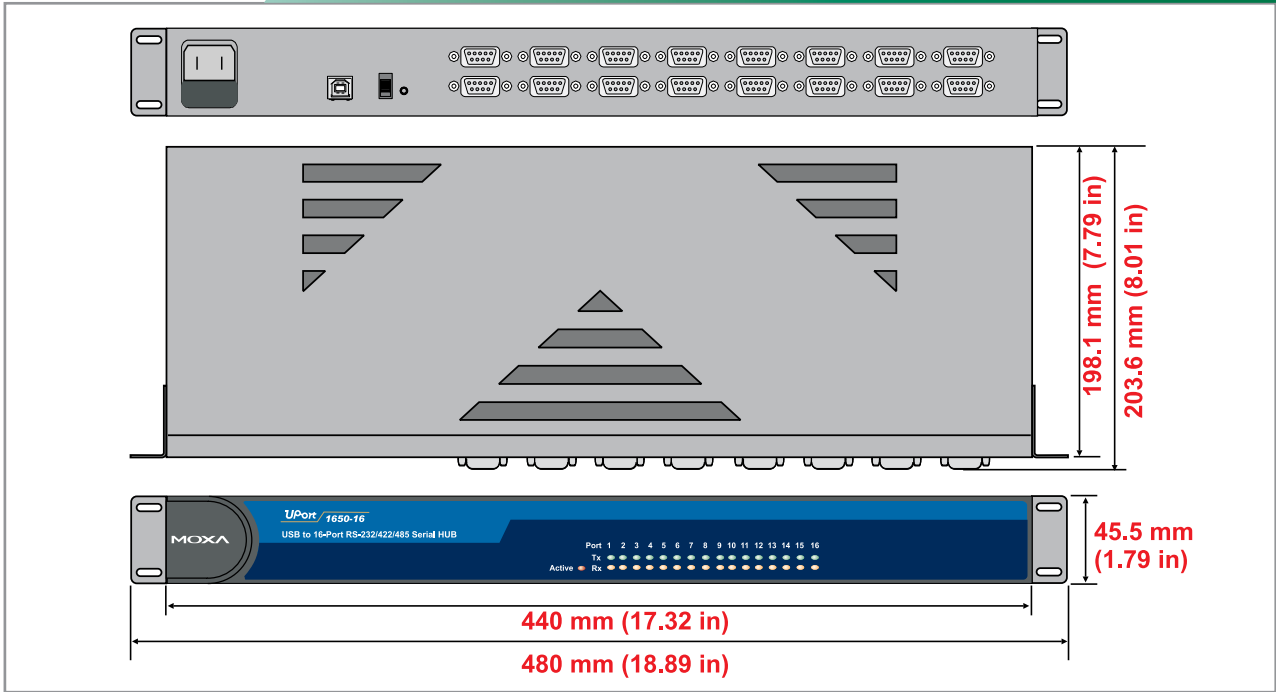 198.1 mm (7.79 in)
203.6 mm (8.01 in)
UPort 1650-16
USB to 16-Port RS-232/422/485 Serial HUB
MOXA
Port 1 2 3 4 5 6 7 8 9 10 11 12 13 14 15 16
Tx
Active Rx
45.5 mm
(1.79 in)
440 mm (17.32 in)
480 mm (18.89 in)